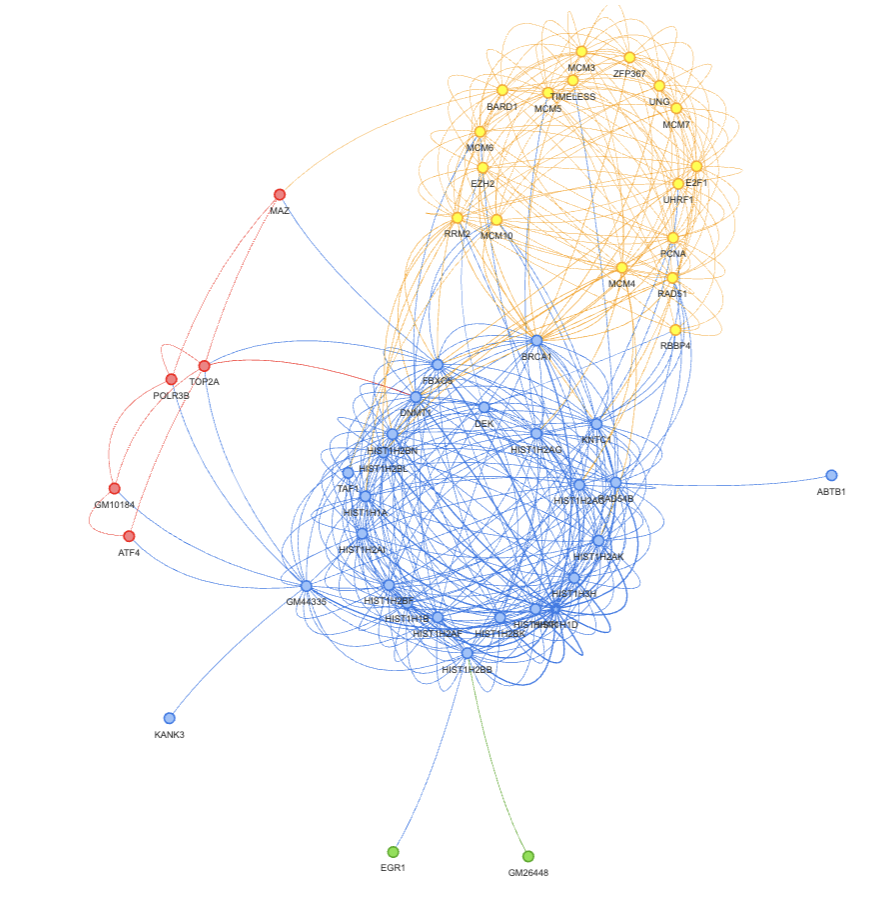 MCM3
ZFP367
TIMELESS
UNG
BARD1
MCM5
MCM7
MCM6
EZH2
E2F1
UHRF1
MAZ
RRM2
MCM10
PCNA
MCM4
RAD51
RBBP4
BRCA1
TOP2A
FBXO5
POLR3B
DNMT1
DEK
KNTC1
HIST1H2BN
HIST1H2AG
HIST1H2BL
TAF1
ABTB1
RAD54B
GM10184
HIST1H1A
ATF4
HIST1H2AI
HIST1H2AK
HIST1H3H
GM44335
HIST1H1B
HIST1H1D
HIST1H2AF
HIST1H2BK
HIST1H2BB
KANK3
EGR1
GM26448